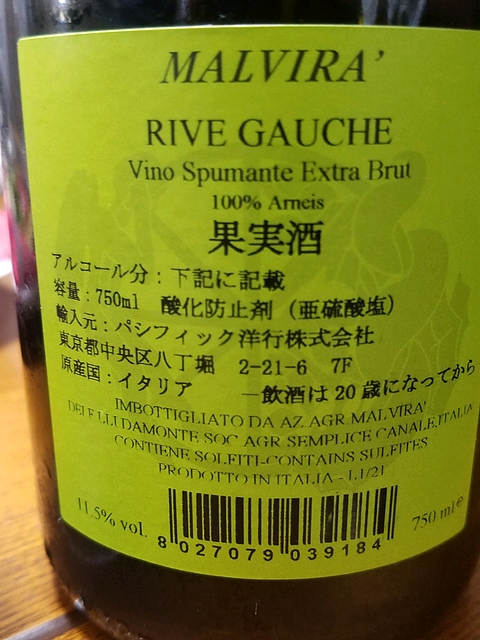 MALVIRA'
RIVE GAUCHE
Vino Spumante Extra Brut
100% Arneis
果実酒
アルコール分：下記に記載
容量：750ml 酸化防止剤（亜硫酸塩）
輸入元：パシフィック洋行株式会社
東京都中央区八丁堀 2-21-6 7F
原産国：イタリア ―飲酒は20歳になってから
IMBOTTIGLIATO DA AZ. AGR. MALVIRA'
DEI F.LLI DAMONTE SOC AGR SEMPLICE CANALE, ITALIA
CONTIENE SOLFITI-CONTAINS SULFITES
PRODOTTO IN ITALIA - L1/21
11.5% vol.
750 ml e
8 027079 039184